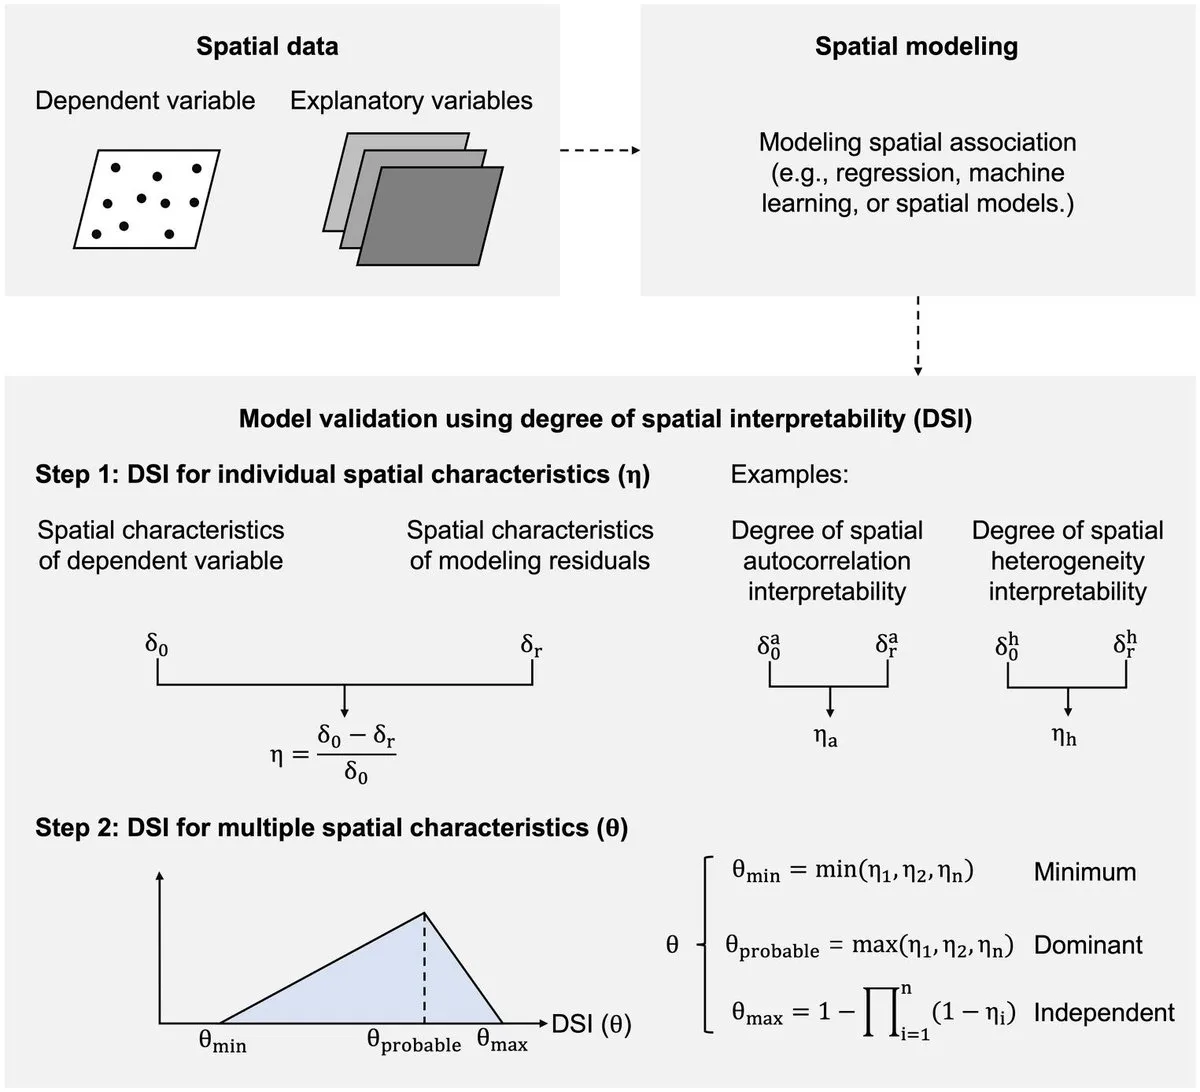 Spatial data
Dependent variable
Explanatory variables
Spatial modeling
Modeling spatial association
(e.g., regression, machine
learning, or spatial models.)
Model validation using degree of spatial interpretability (DSI)
Step 1: DSI for individual spatial characteristics (η)
Spatial characteristics
of dependent variable
Spatial characteristics
of modeling residuals
δ₀
δᵣ
η = (δ₀ − δᵣ)/δ₀
Examples:
Degree of spatial
autocorrelation
interpretability
δ₀ᵃ
δᵣᵃ
ηₐ
Degree of spatial
heterogeneity
interpretability
δ₀ʰ
δᵣʰ
ηₕ
Step 2: DSI for multiple spatial characteristics (θ)
θmin
θprobable
θmax
DSI (θ)
θ
θmin = min(η₁, η₂, ηₙ) Minimum
θprobable = max(η₁, η₂, ηₙ) Dominant
θmax = 1 − ∏ⁿᵢ₌₁ (1 − ηᵢ) Independent